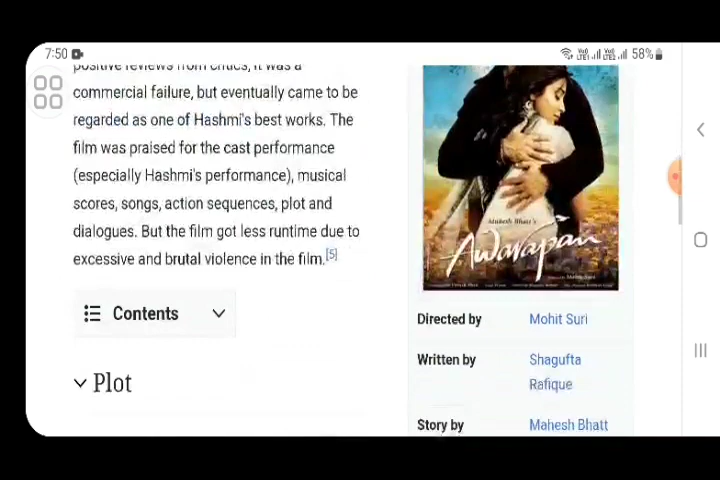 7:50
58%
positive reviews from critics, it was a
commercial failure, but eventually came to be
regarded as one of Hashmi's best works. The
film was praised for the cast performance
(especially Hashmi's performance), musical
scores, songs, action sequences, plot and
dialogues. But the film got less runtime due to
excessive and brutal violence in the film.[5]
Contents
Plot
Mahesh Bhatt's
Awarapan
Directed by Mohit Suri
Written by Shagufta
Rafique
Story by Mahesh Bhatt